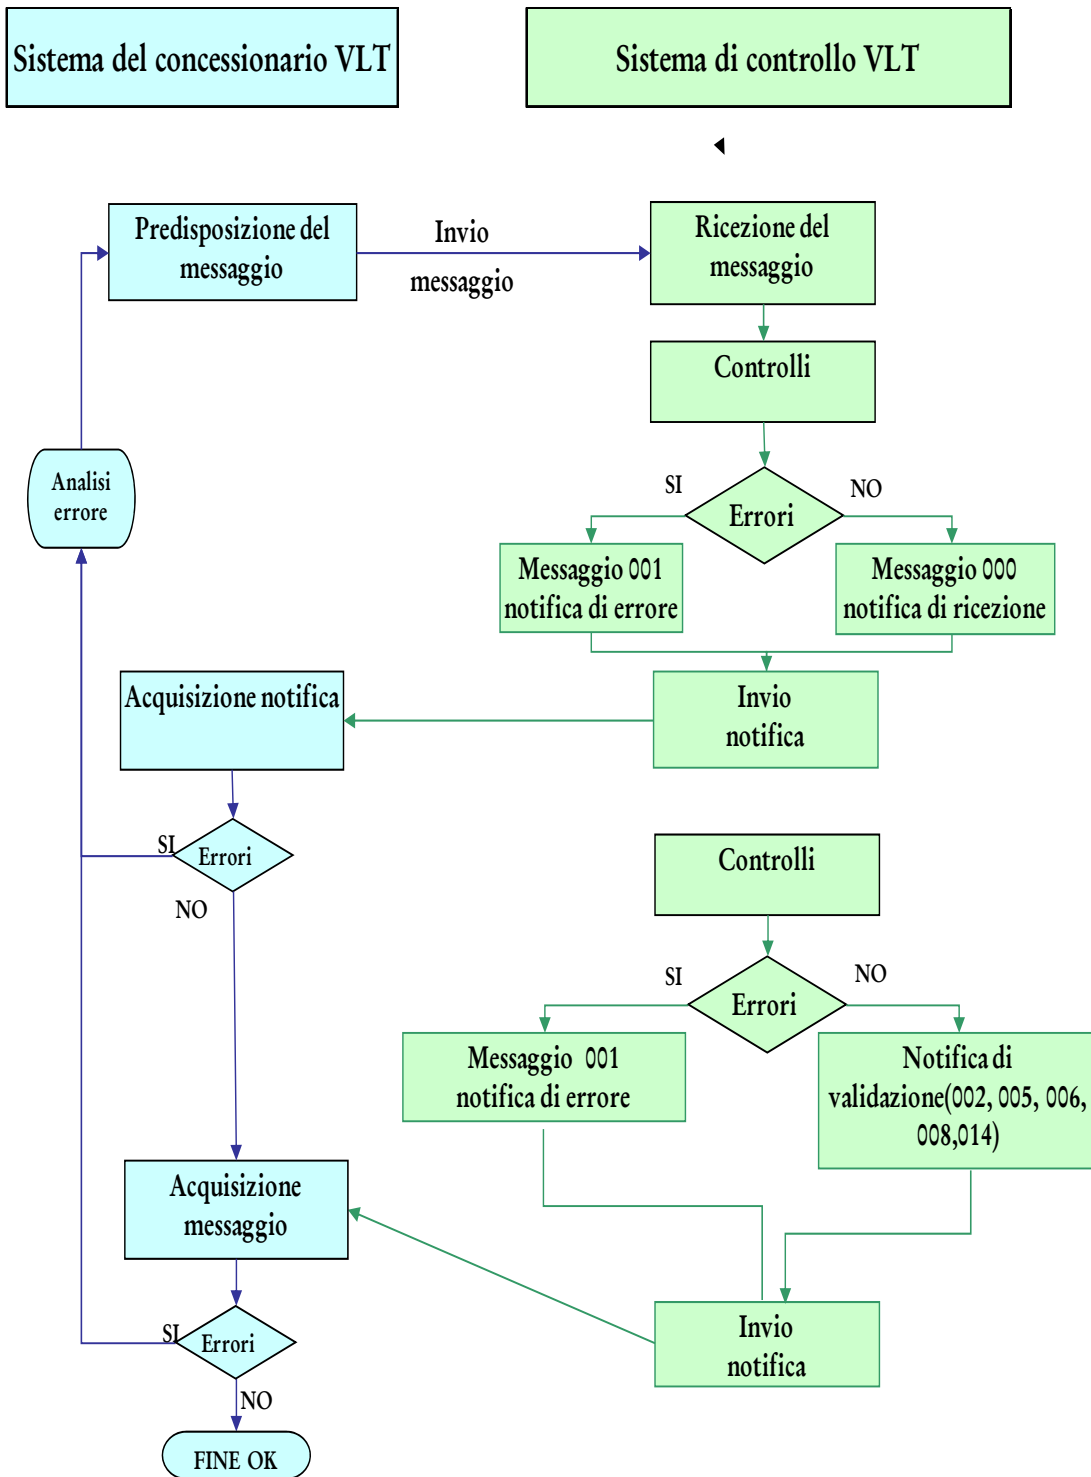 Sistema del concessionario VLT
Sistema di controllo VLT
Predisposizione del
messaggio
Invio
messaggio
Ricezione del
messaggio
Controlli
Analisi
errore
SI
NO
Errori
Messaggio 001
notifica di errore
Messaggio 000
notifica di ricezione
Acquisizione notifica
Invio
notifica
SI
Errori
NO
Controlli
SI
NO
Errori
Messaggio 001
notifica di errore
Notifica di
validazione(002, 005, 006,
008,014)
Acquisizione
messaggio
Invio
notifica
SI
Errori
NO
FINE OK